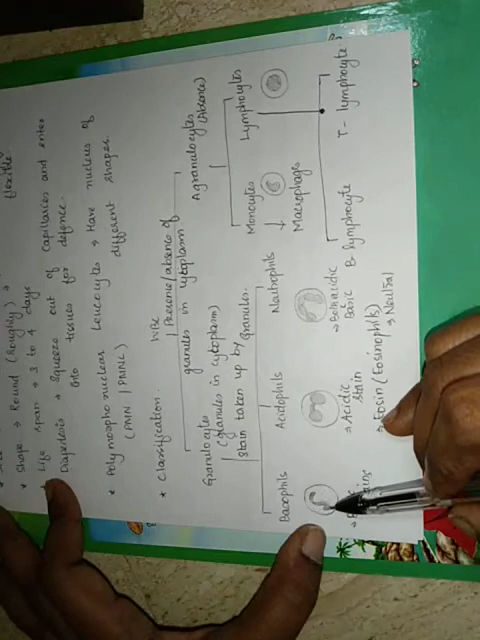 * Shape → Round (Roughly) →
flexible
* Life span → 3 to 4 days
Diapedesis → Squeeze out of Capillaries and enter
into tissues for defence.
* Polymorpho nuclear Leucocytes → Have nucleus of
(PMN | PMNL) different shapes.
* Classification. WBC
Presence/absence of
granules in cytoplasm
Granulocytes
(Granules in cytoplasm)
Stain taken up by granules.
Agranulocytes
(Absence)
Basophils Acidophils Neutrophils
Monocytes Lymphocytes
→ Acidic stain
→ Eosin (Eosinophils)
→ Both acidic
Basic
→ Neutral
Macrophages
B- lymphocyte T- lymphocyte